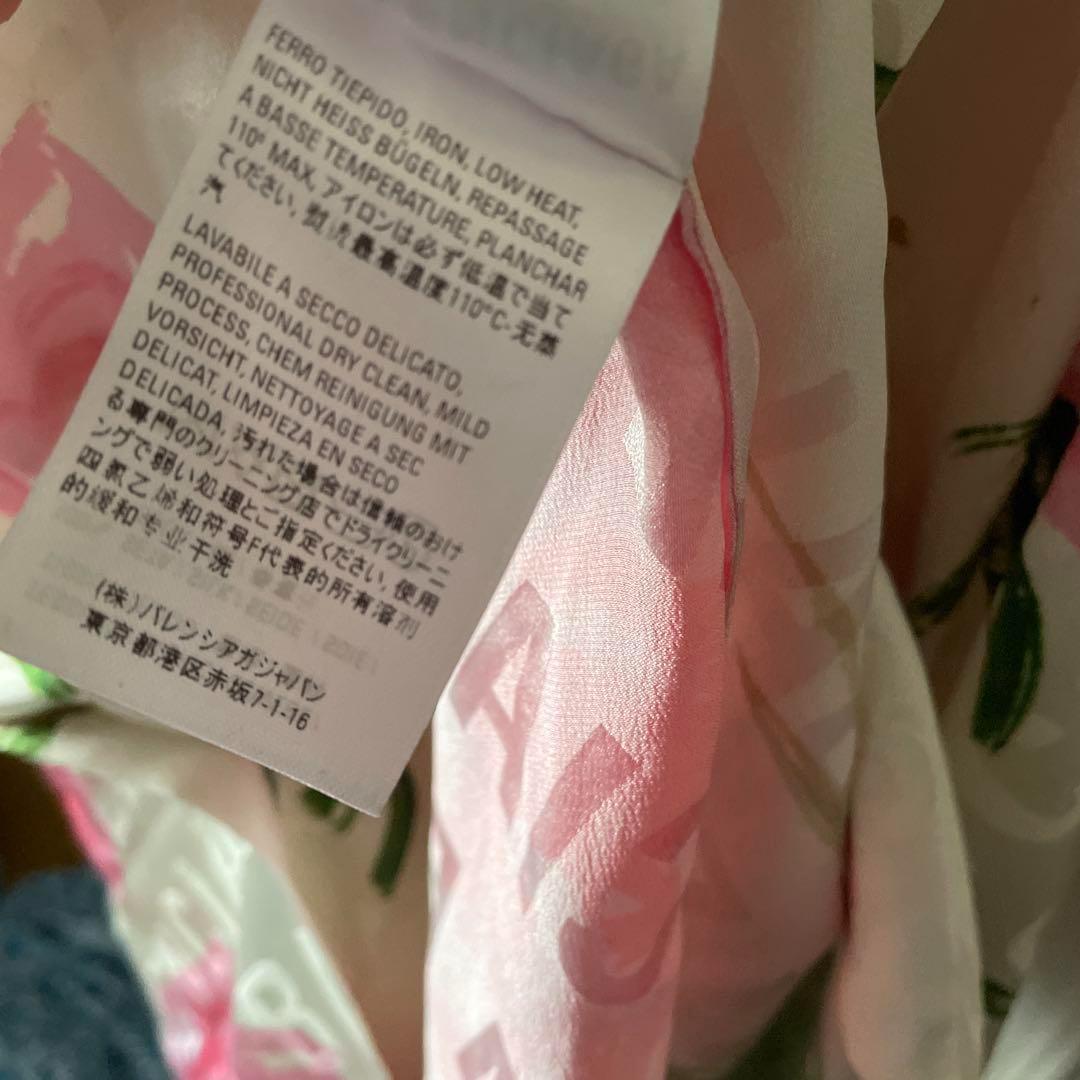 FERRO TIEPIDO, IRON, LOW HEAT,
NICHT HEISS BÜGELN, REPASSAGE
A BASSE TEMPERATURE, PLANCHAR
110° MAX, アイロンは必ず低温で当て
てください, 熨烫最高温度110°C-无蒸
汽
LAVABILE A SECCO DELICATO,
PROFESSIONAL DRY CLEAN, MILD
PROCESS, CHEM REINIGUNG MIT
VORSICHT, NETTOYAGE A SEC
DELICAT, LIMPIEZA EN SECO
DELICADA, 汚れた場合は信頼のおけ
る専門のクリーニング店でドライクリーニ
ングで弱い処理とご指定ください, 使用
四氯乙烯和符号F代表的所有溶剂
的缓和专业干洗
(株)バレンシアガジャパン
東京都港区赤坂7-1-16